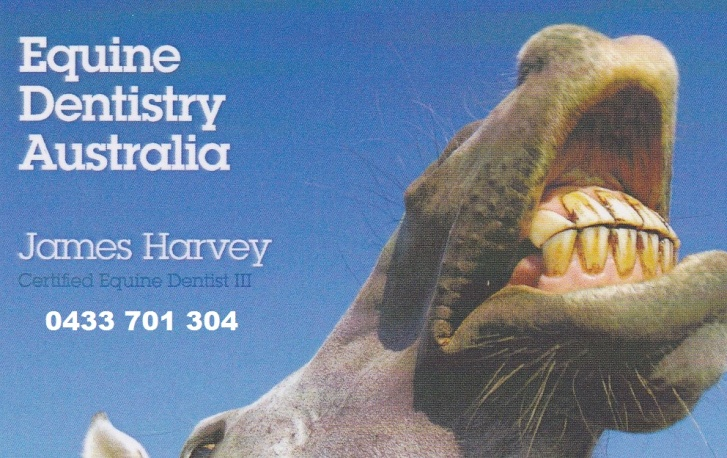 Equine
Dentistry
Australia
James Harvey
Certified Equine Dentist III
0433 701 304